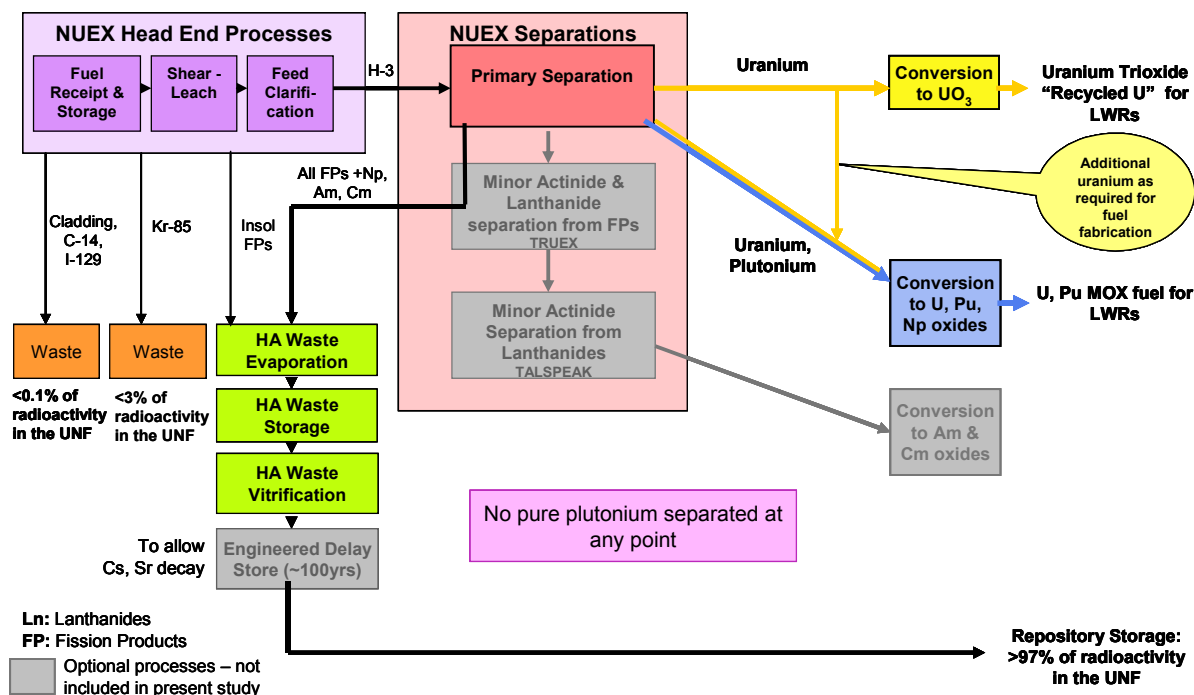 NUEX Head End Processes
Fuel
Receipt &
Storage
Shear -
Leach
Feed
Clarifi-
cation
H-3
NUEX Separations
Primary Separation
Uranium
Conversion
to UO3
Uranium Trioxide
“Recycled U” for
LWRs
Additional
uranium as
required for
fuel
fabrication
Cladding,
C-14,
I-129
Kr-85
Insol
FPs
All FPs +Np,
Am, Cm
Minor Actinide &
Lanthanide
separation from FPs
TRUEX
Uranium,
Plutonium
Conversion
to U, Pu,
Np oxides
U, Pu MOX fuel for
LWRs
Minor Actinide
Separation from
Lanthanides
TALSPEAK
Conversion
to Am &
Cm oxides
Waste
<0.1% of
radioactivity
in the UNF
Waste
<3% of
radioactivity
in the UNF
HA Waste
Evaporation
HA Waste
Storage
HA Waste
Vitrification
To allow
Cs, Sr decay
Engineered Delay
Store (~100yrs)
No pure plutonium separated at
any point
Ln: Lanthanides
FP: Fission Products
Optional processes – not
included in present study
Repository Storage:
>97% of radioactivity
in the UNF